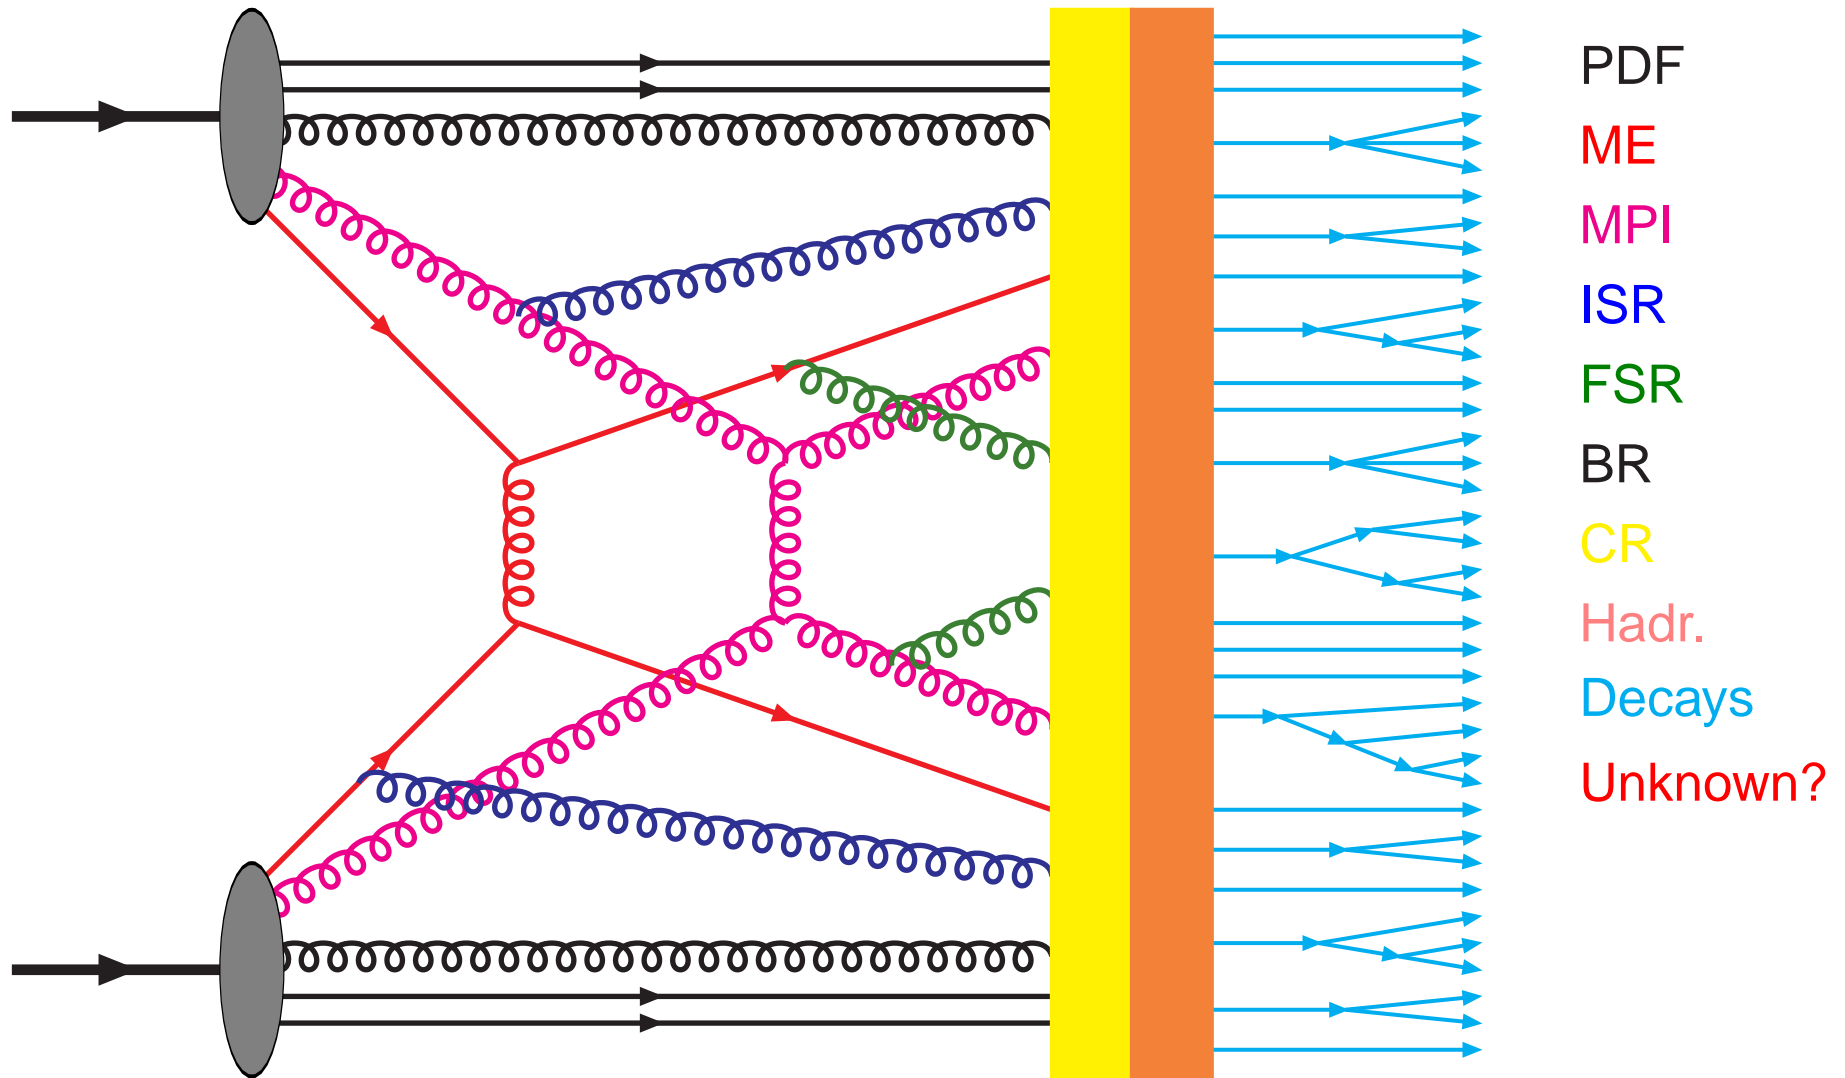 PDF
ME
MPI
ISR
FSR
BR
CR
Hadr.
Decays
Unknown?